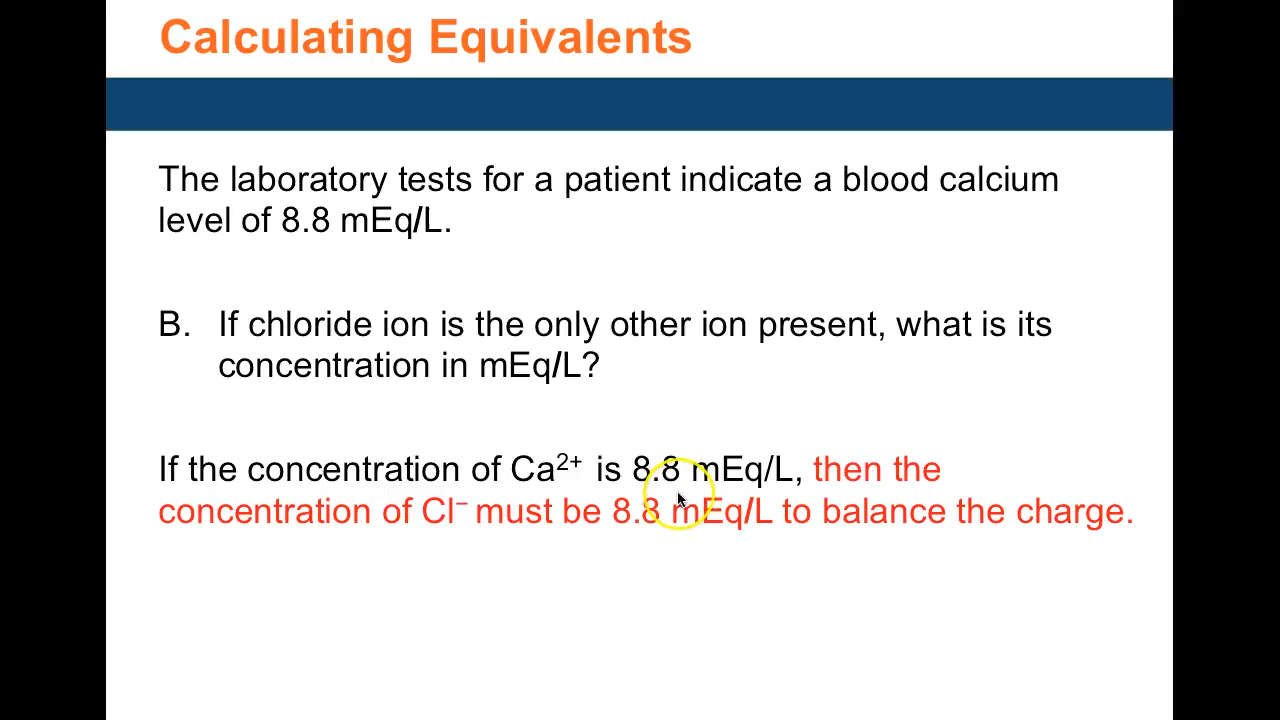 Calculating Equivalents
The laboratory tests for a patient indicate a blood calcium
level of 8.8 mEq/L.
B. If chloride ion is the only other ion present, what is its
concentration in mEq/L?
If the concentration of Ca²⁺ is 8.8 mEq/L, then the
concentration of Cl⁻ must be 8.8 mEq/L to balance the charge.